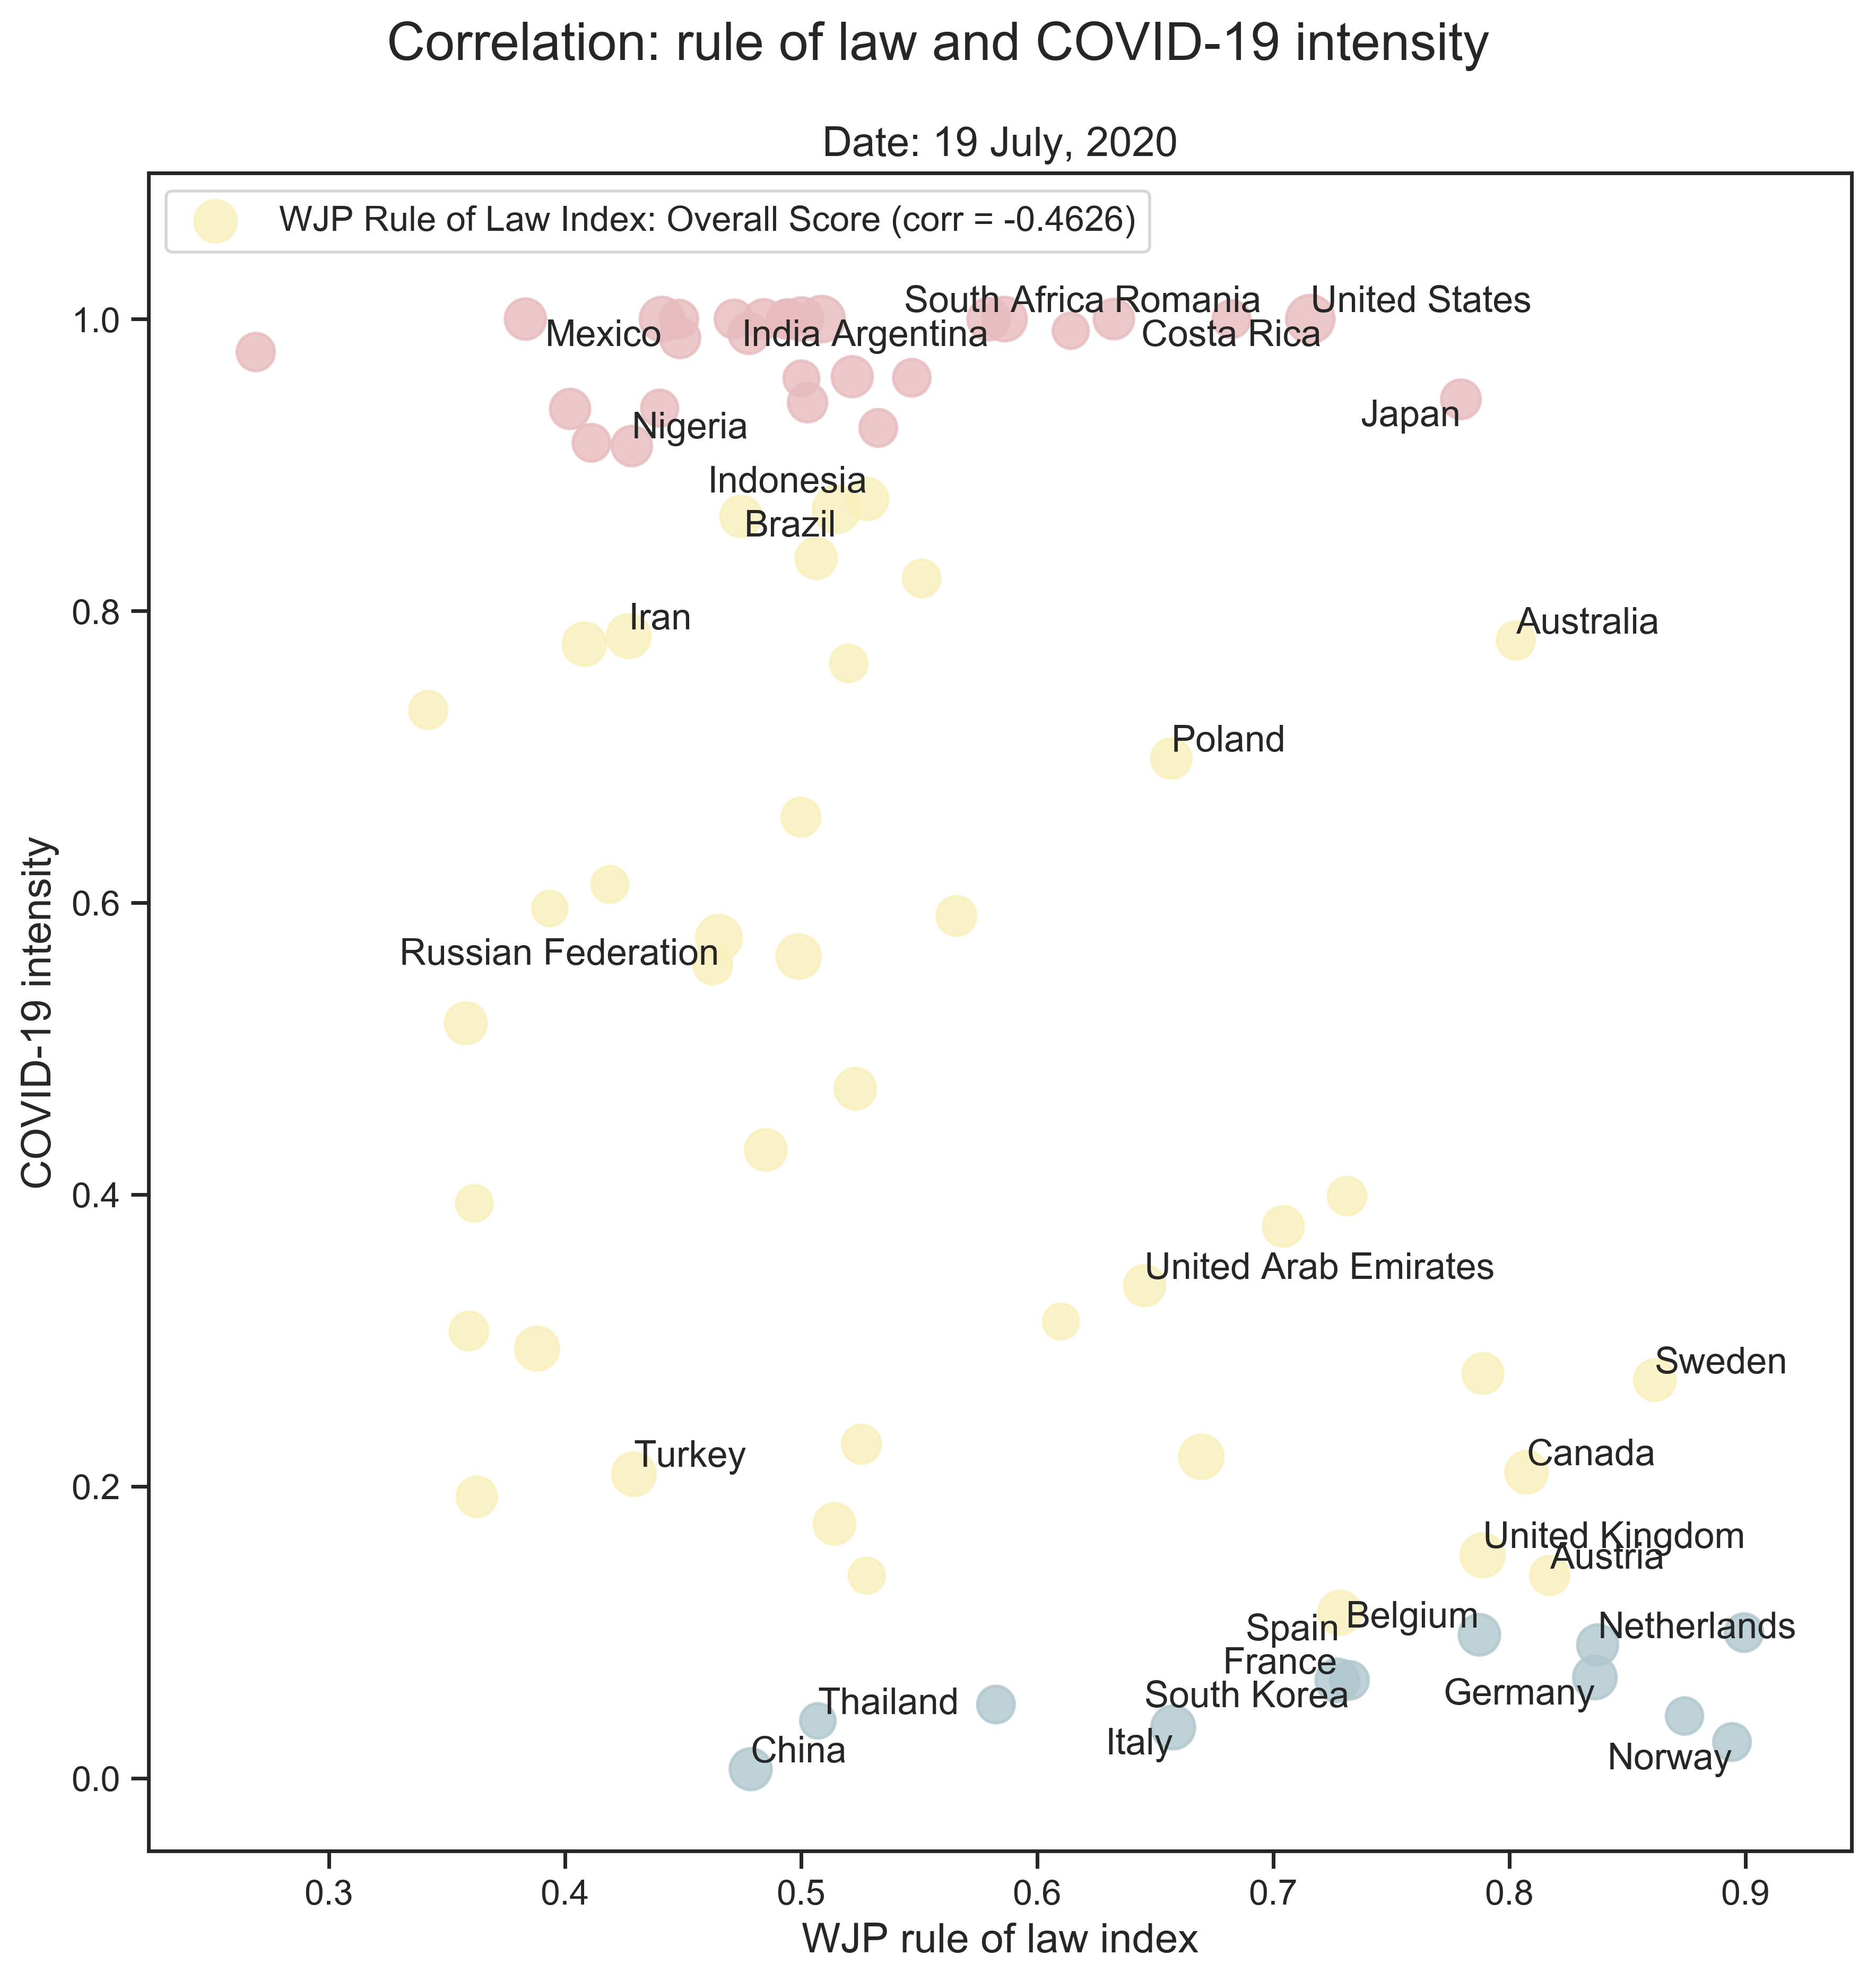 Correlation: rule of law and COVID-19 intensity
Date: 19 July, 2020
WJP Rule of Law Index: Overall Score (corr = -0.4626)
South Africa
Romania
United States
Mexico
India
Argentina
Costa Rica
Japan
Nigeria
Indonesia
Brazil
Iran
Australia
Poland
Russian Federation
United Arab Emirates
Sweden
Turkey
Canada
United Kingdom
Austria
Belgium
Spain
Netherlands
France
South Korea
Germany
Thailand
Italy
China
Norway
COVID-19 intensity
1.0
0.8
0.6
0.4
0.2
0.0
0.3
0.4
0.5
0.6
0.7
0.8
0.9
WJP rule of law index